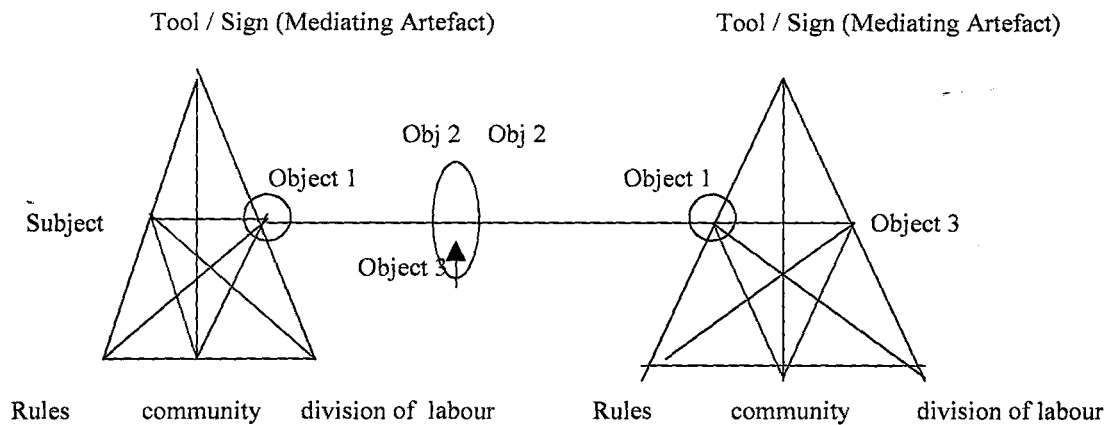 Tool / Sign (Mediating Artefact) Tool / Sign (Mediating Artefact)
Obj 2 Obj 2
Object 1 Object 1
Subject Object 3
Object 3
Rules community division of labour Rules community division of labour